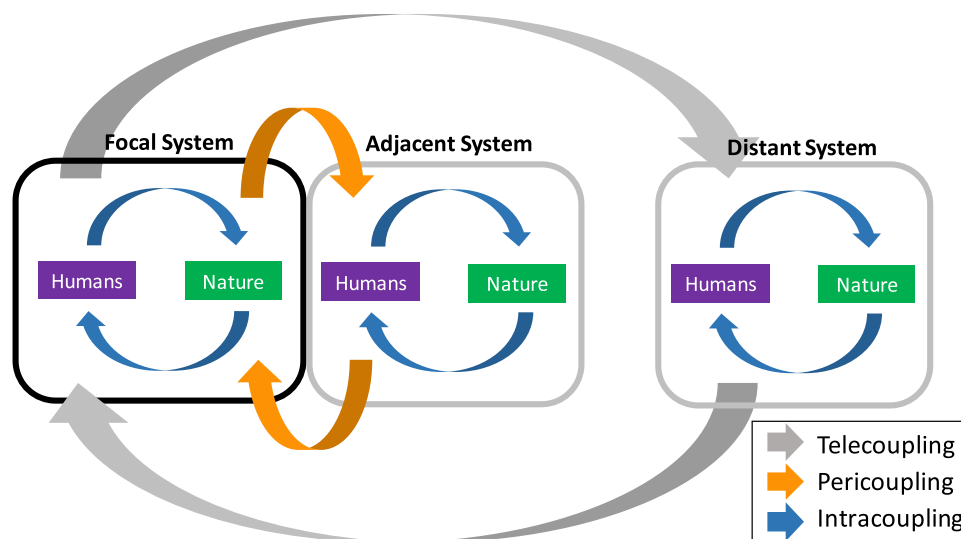 Focal System
Adjacent System
Distant System
Humans
Nature
Humans
Nature
Humans
Nature
Telecoupling
Pericoupling
Intracoupling